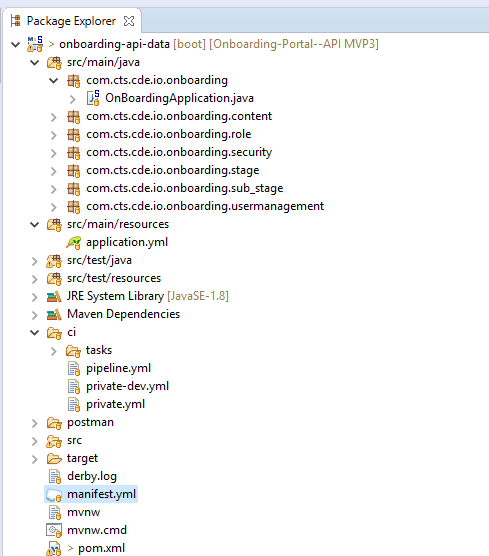 Package Explorer
> onboarding-api-data [boot] [Onboarding-Portal--API MVP3]
src/main/java
com.cts.cde.io.onboarding
OnBoardingApplication.java
com.cts.cde.io.onboarding.content
com.cts.cde.io.onboarding.role
com.cts.cde.io.onboarding.security
com.cts.cde.io.onboarding.stage
com.cts.cde.io.onboarding.sub_stage
com.cts.cde.io.onboarding.usermanagement
src/main/resources
application.yml
src/test/java
src/test/resources
JRE System Library [JavaSE-1.8]
Maven Dependencies
ci
tasks
pipeline.yml
private-dev.yml
private.yml
postman
src
target
derby.log
manifest.yml
mvnw
mvnw.cmd
> pom.xml